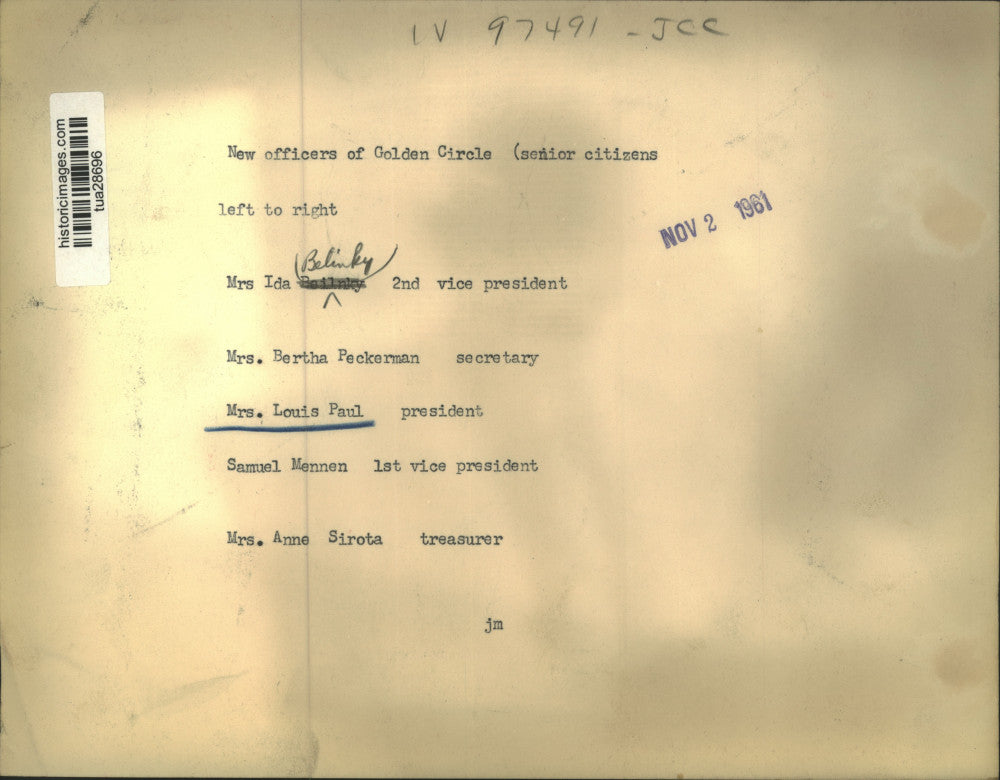 IV 97491 - JCC
historicimages.com
tua28696
New officers of Golden Circle (senior citizens
left to right
NOV 2 1961
(Belinky)
Mrs Ida Beilnky 2nd vice president
Mrs. Bertha Peckerman secretary
Mrs. Louis Paul president
Samuel Mennen 1st vice president
Mrs. Anne Sirota treasurer
jm